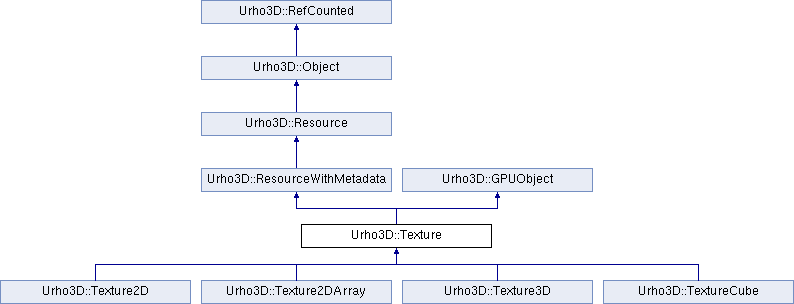 Urho3D::RefCounted
Urho3D::Object
Urho3D::Resource
Urho3D::ResourceWithMetadata
Urho3D::GPUObject
Urho3D::Texture
Urho3D::Texture2D
Urho3D::Texture2DArray
Urho3D::Texture3D
Urho3D::TextureCube